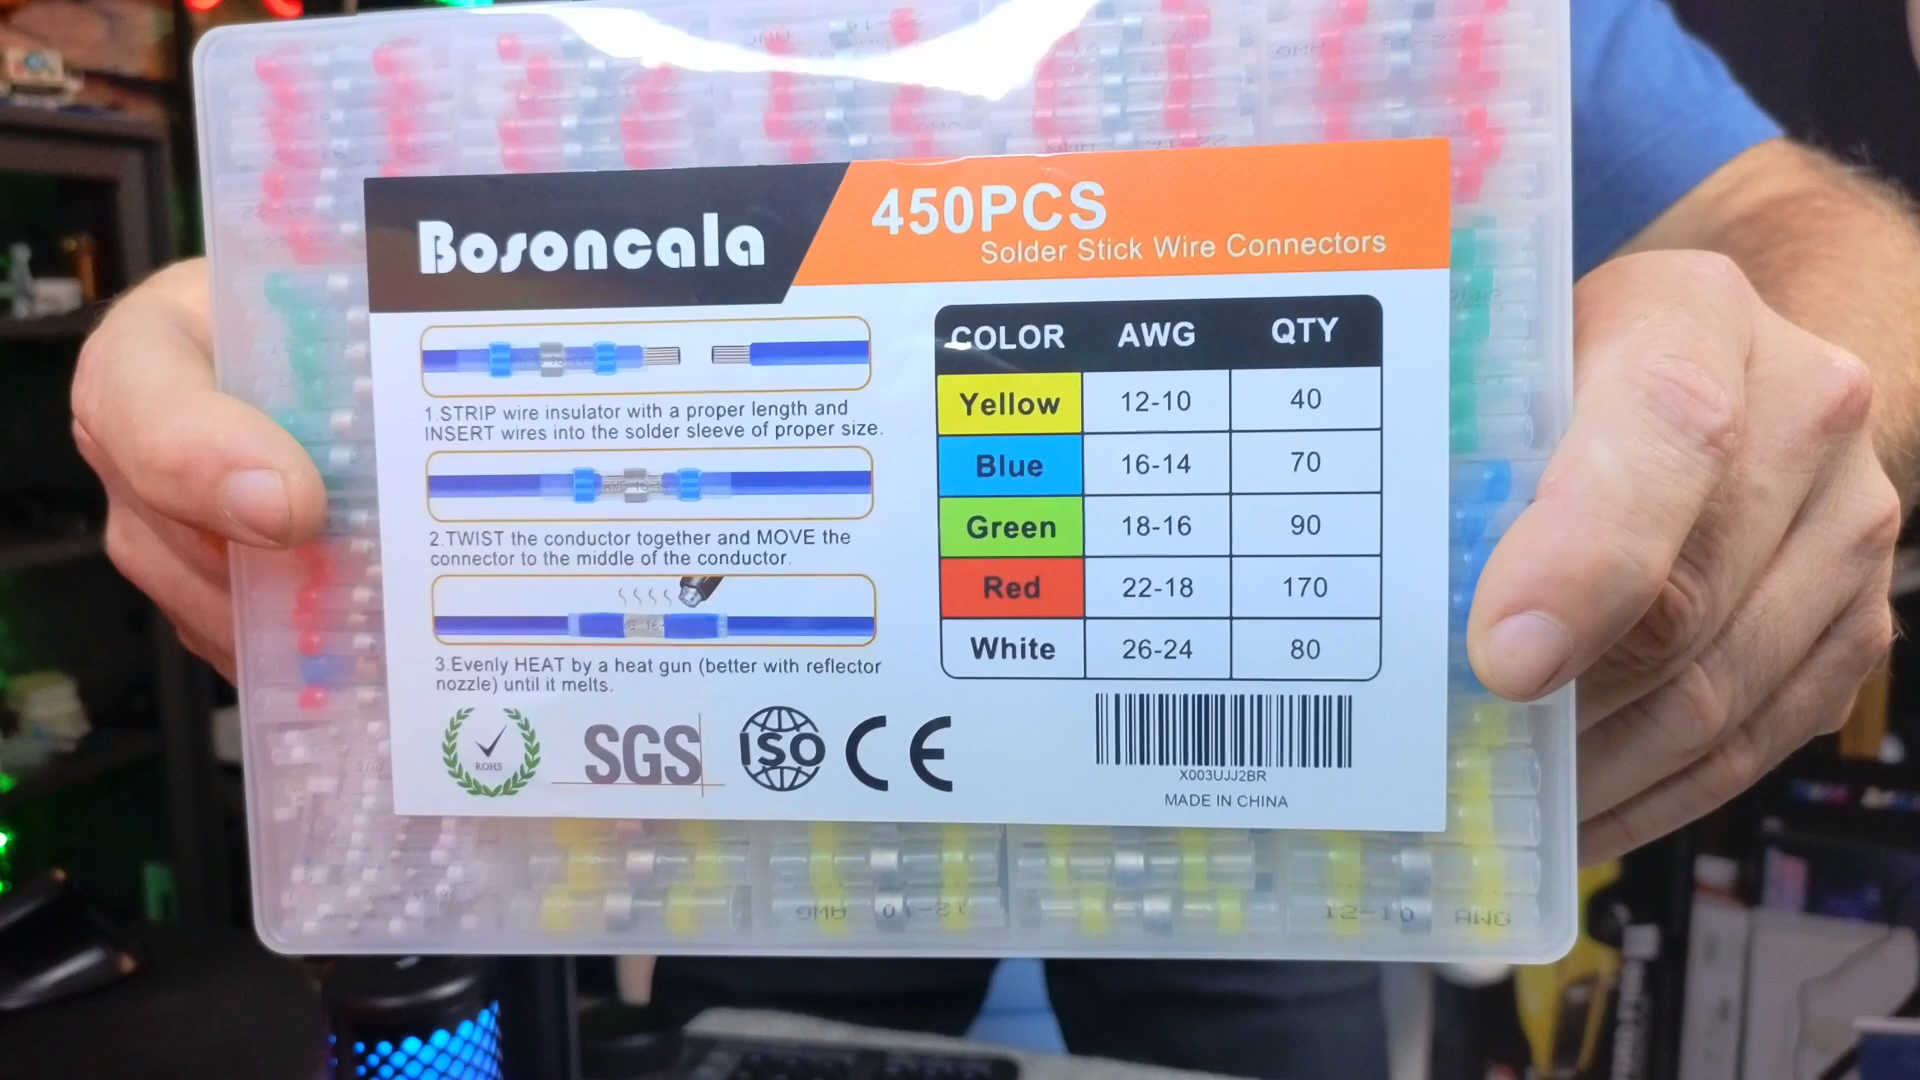 Bosoncala
450PCS
Solder Stick Wire Connectors
1.STRIP wire insulator with a proper length and
INSERT wires into the solder sleeve of proper size.
2.TWIST the conductor together and MOVE the
connector to the middle of the conductor.
3.Evenly HEAT by a heat gun (better with reflector
nozzle) until it melts.
COLOR AWG QTY
Yellow 12-10 40
Blue 16-14 70
Green 18-16 90
Red 22-18 170
White 26-24 80
ROHS
SGS
ISO
CE
X003UJJ2BR
MADE IN CHINA
12-10 AWG